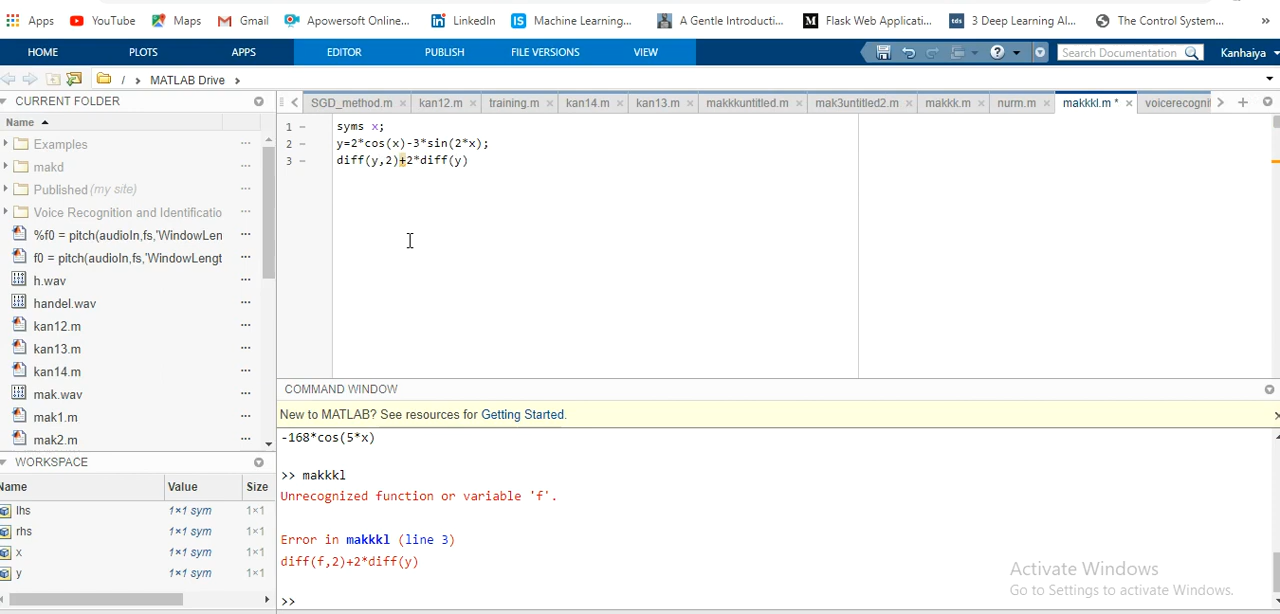 Apps YouTube Maps Gmail Apowersoft Online... LinkedIn Machine Learning... A Gentle Introducti... Flask Web Applicati... 3 Deep Learning Al... The Control System... »
HOME PLOTS APPS EDITOR PUBLISH FILE VERSIONS VIEW Search Documentation Kanhaiya
/ › MATLAB Drive ›
CURRENT FOLDER
Name
Examples ...
makd ...
Published (my site) ...
Voice Recognition and Identificatio ...
%f0 = pitch(audioIn,fs,'WindowLen ...
f0 = pitch(audioIn,fs,'WindowLengt ...
h.wav ...
handel.wav ...
kan12.m ...
kan13.m ...
kan14.m ...
mak.wav ...
mak1.m ...
mak2.m ...
WORKSPACE
Name Value Size
lhs 1×1 sym 1×1
rhs 1×1 sym 1×1
x 1×1 sym 1×1
y 1×1 sym 1×1
SGD_method.m × kan12.m × training.m × kan14.m × kan13.m × makkkuntitled.m × mak3untitled2.m × makkk.m × nurm.m × makkkl.m * × voicerecognit
1 - syms x;
2 - y=2*cos(x)-3*sin(2*x);
3 - diff(y,2)+2*diff(y)
COMMAND WINDOW
New to MATLAB? See resources for Getting Started.
-168*cos(5*x)
>> makkkl
Unrecognized function or variable 'f'.
Error in makkkl (line 3)
diff(f,2)+2*diff(y)
>>
Activate Windows
Go to Settings to activate Windows.